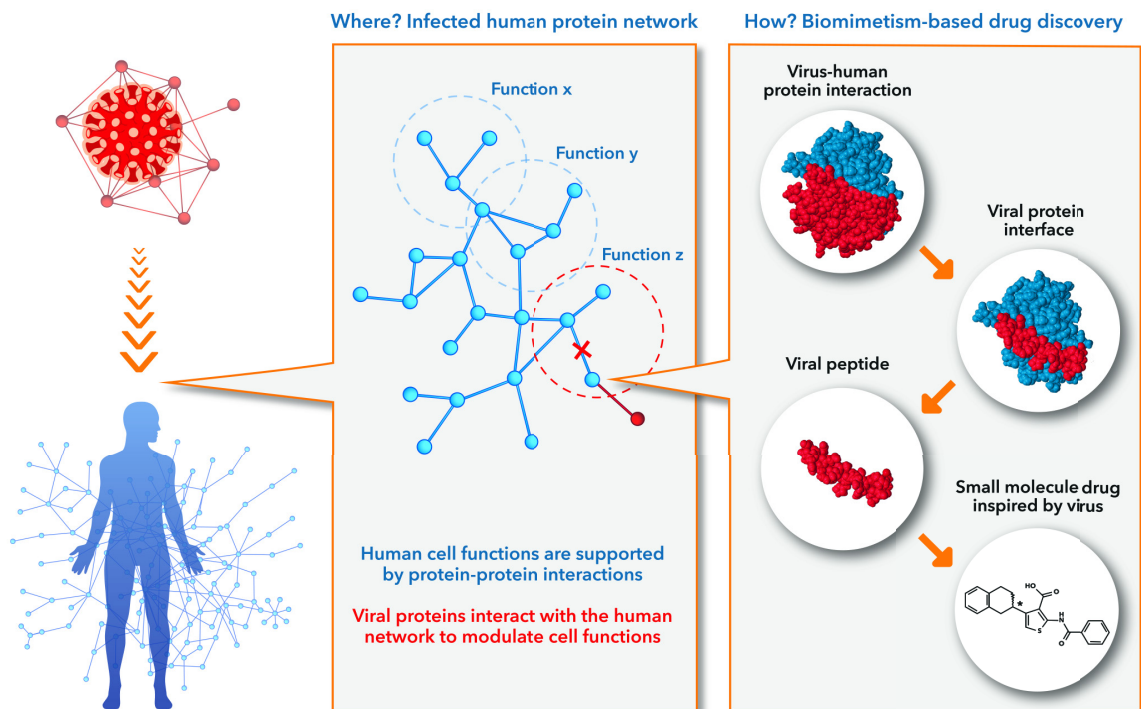 Where? Infected human protein network
Function x
Function y
Function z
Human cell functions are supported
by protein-protein interactions
Viral proteins interact with the human
network to modulate cell functions
How? Biomimetism-based drug discovery
Virus-human
protein interaction
Viral protein
interface
Viral peptide
Small molecule drug
inspired by virus
HO
O
*
S
H
N
O